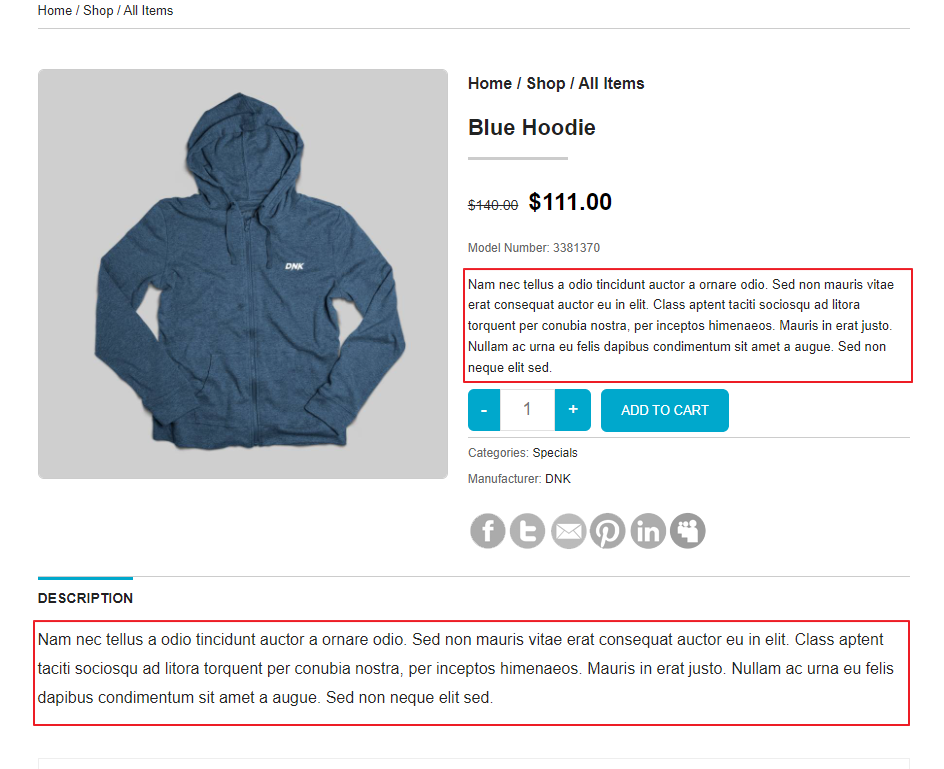 Home / Shop / All Items
Home / Shop / All Items
Blue Hoodie
$140.00 $111.00
Model Number: 3381370
Nam nec tellus a odio tincidunt auctor a ornare odio. Sed non mauris vitae
erat consequat auctor eu in elit. Class aptent taciti sociosqu ad litora
torquent per conubia nostra, per inceptos himenaeos. Mauris in erat justo.
Nullam ac urna eu felis dapibus condimentum sit amet a augue. Sed non
neque elit sed.
DNK
- 1 + ADD TO CART
Categories: Specials
Manufacturer: DNK
DESCRIPTION
Nam nec tellus a odio tincidunt auctor a ornare odio. Sed non mauris vitae erat consequat auctor eu in elit. Class aptent
taciti sociosqu ad litora torquent per conubia nostra, per inceptos himenaeos. Mauris in erat justo. Nullam ac urna eu felis
dapibus condimentum sit amet a augue. Sed non neque elit sed.